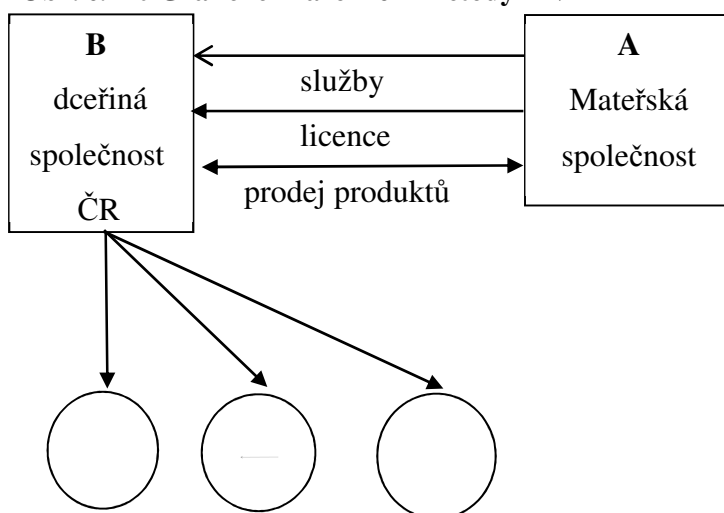 B
dceřiná
společnost
ČR
služby
licence
prodej produktů
A
Mateřská
společnost